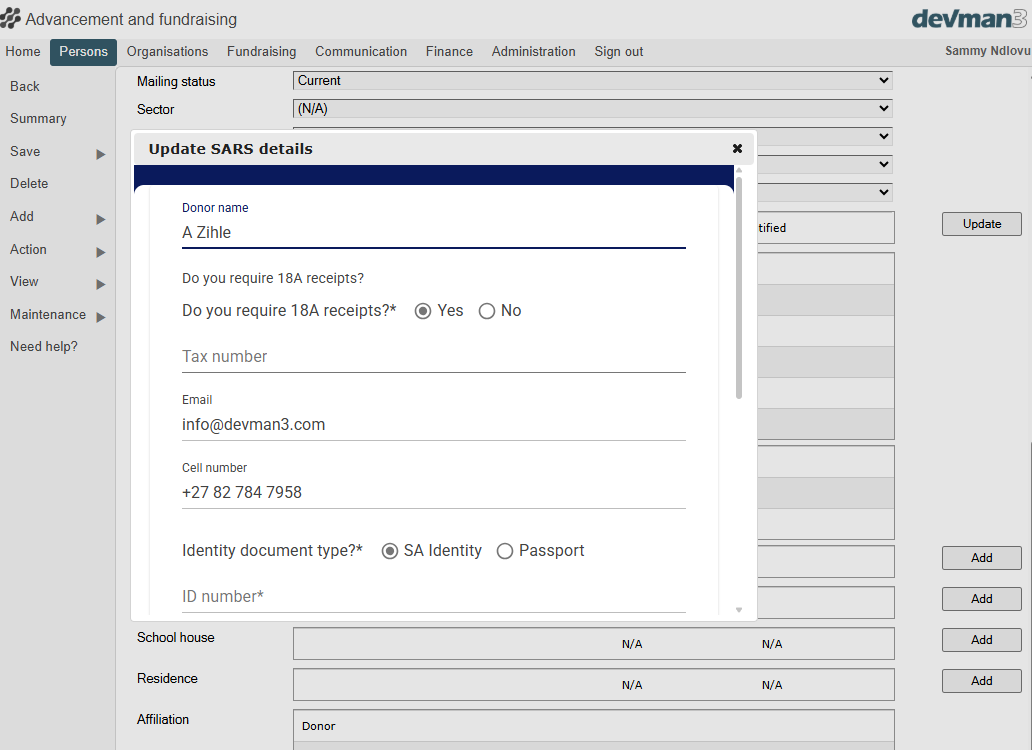 Advancement and fundraising
devman3
Home Persons Organisations Fundraising Communication Finance Administration Sign out Sammy Ndlovu
Back
Summary
Save
Delete
Add
Action
View
Maintenance
Need help?
Mailing status Current
Sector (N/A)
Update SARS details
Donor name
A Zihle
Do you require 18A receipts?
Do you require 18A receipts?* Yes No
Tax number
Email
info@devman3.com
Cell number
+27 82 784 7958
Identity document type?* SA Identity Passport
ID number*
tified Update
Add
Add
School house N/A N/A Add
Residence N/A N/A Add
Affiliation Donor